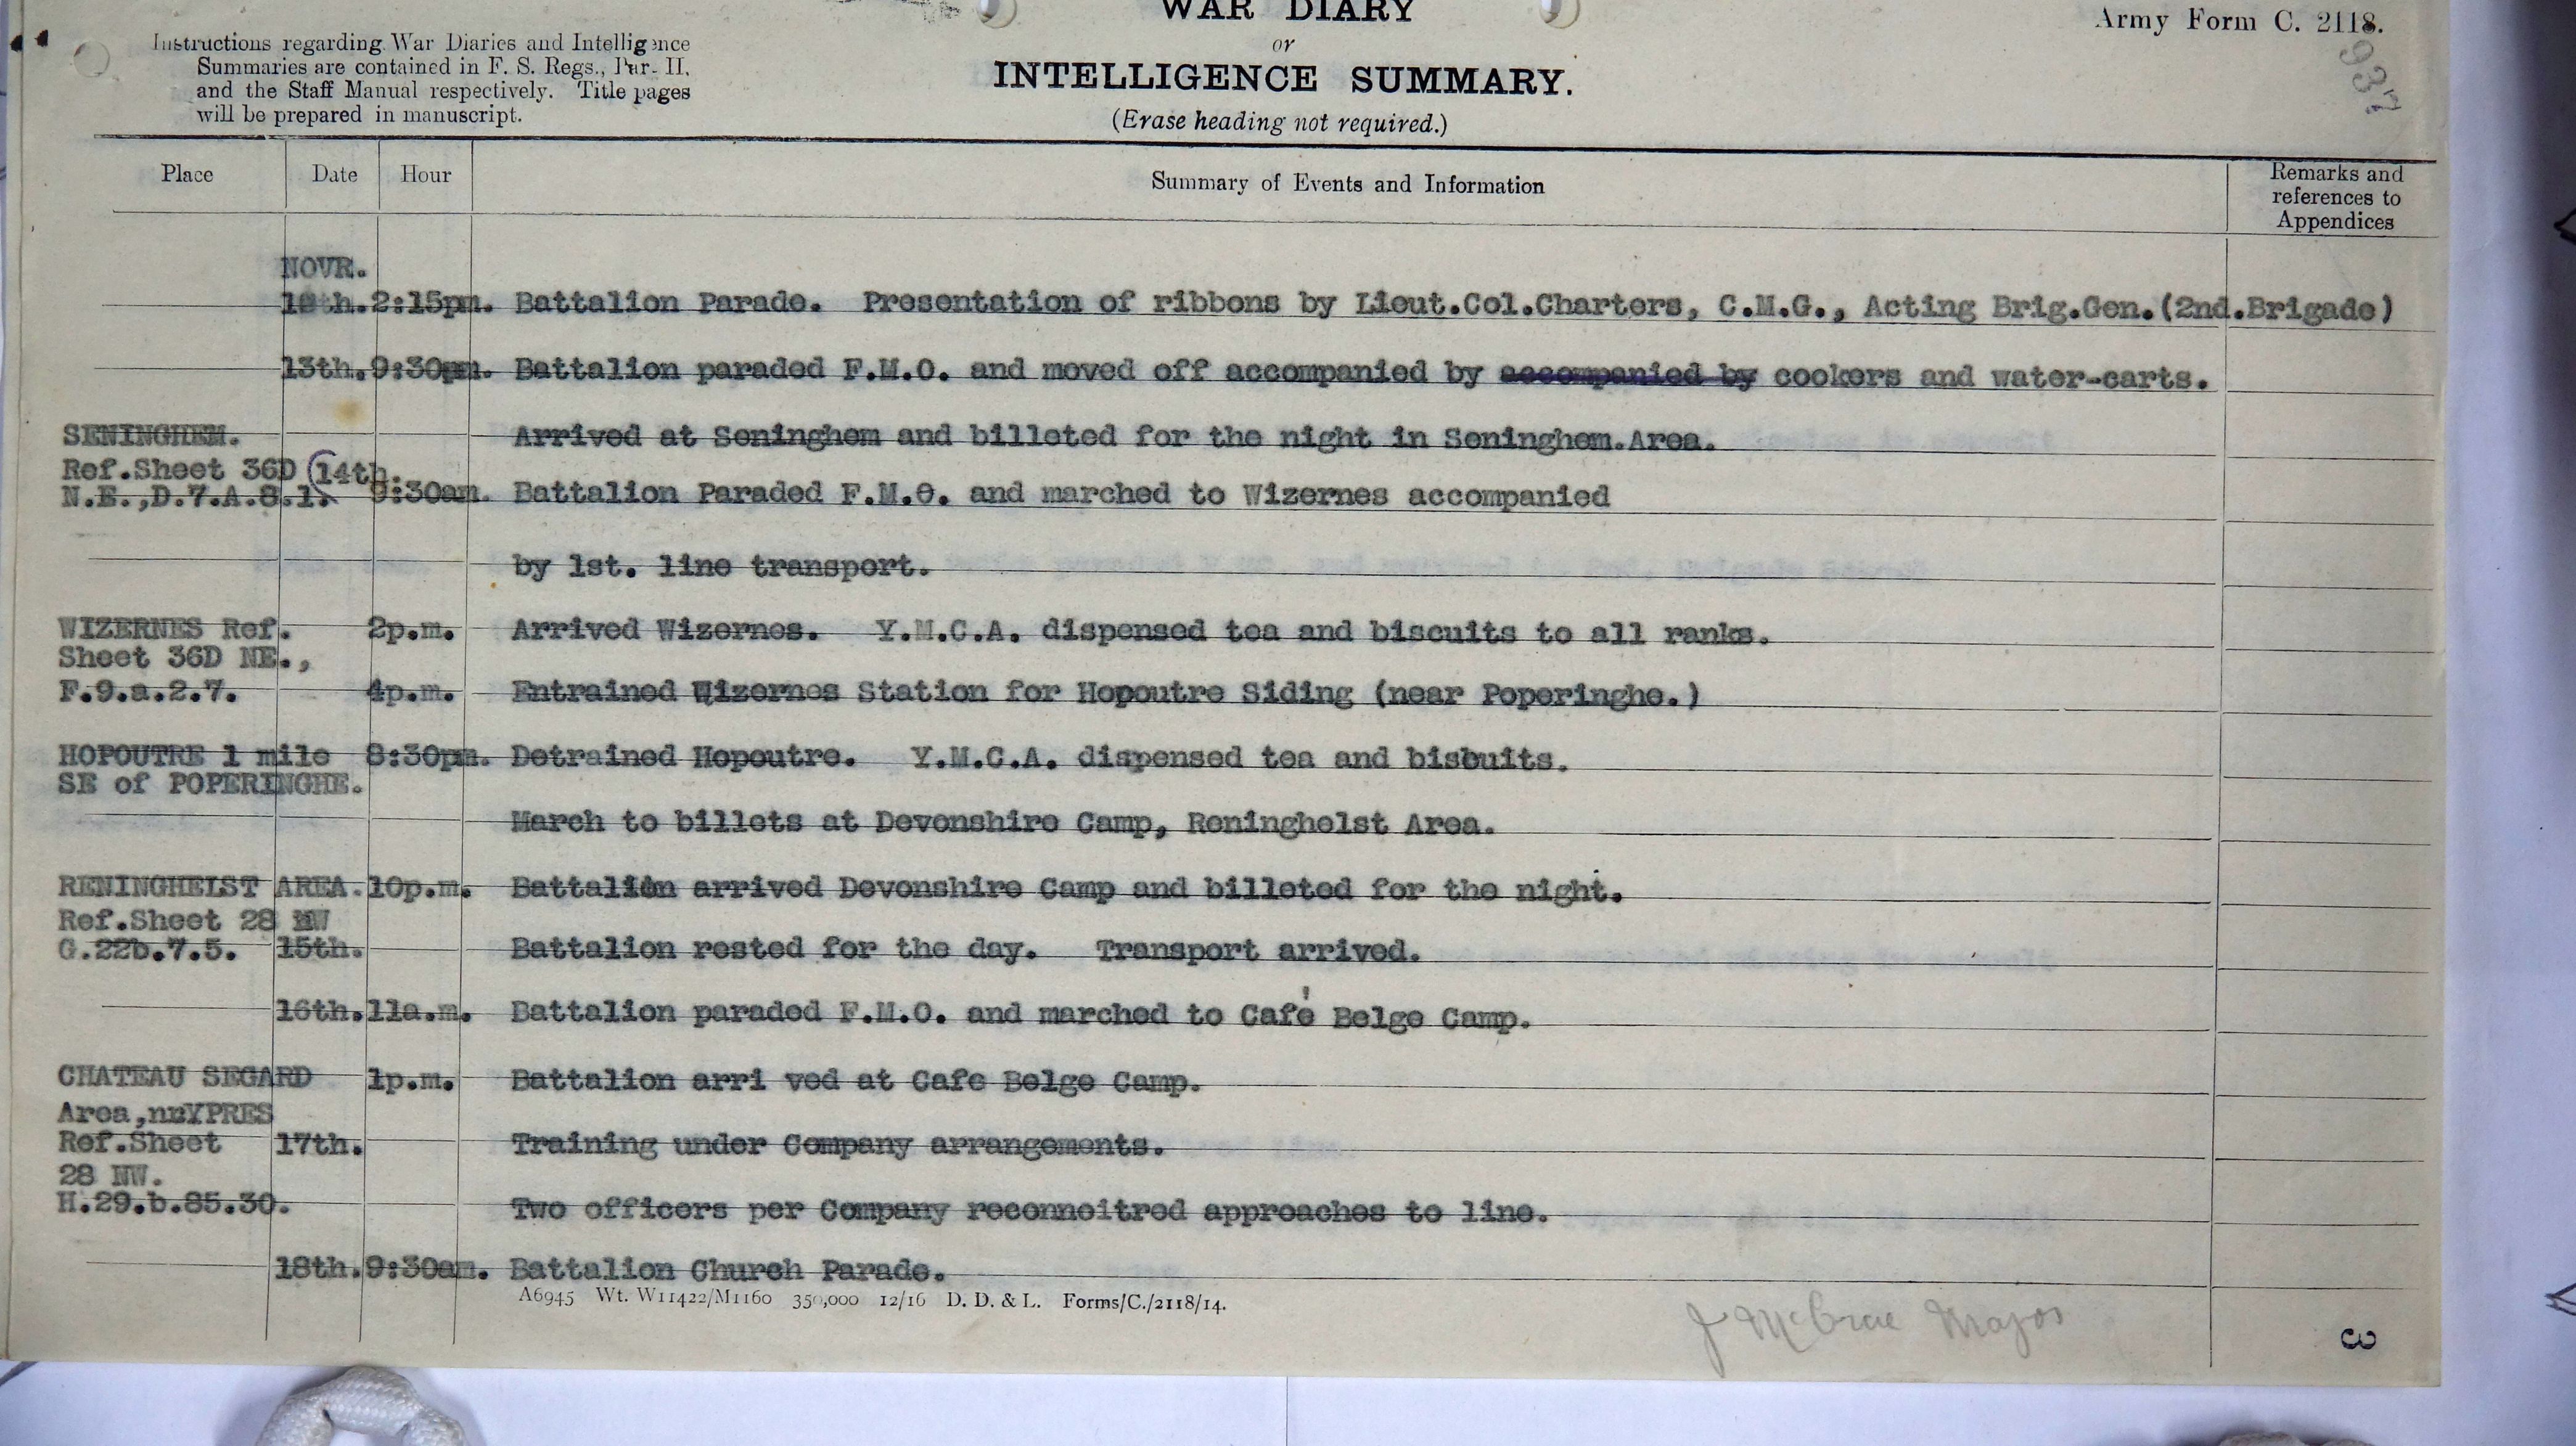 WAR DIARY
or
INTELLIGENCE SUMMARY.
(Erase heading not required.)
Army Form C. 2118.
937
Instructions regarding War Diaries and Intelligence
Summaries are contained in F. S. Regs., Par- II.
and the Staff Manual respectively. Title pages
will be prepared in manuscript.
Place Date Hour Summary of Events and Information Remarks and references to Appendices
NOVR.
12th. 2:15pm. Battalion Parade. Presentation of ribbons by Lieut.Col.Charters, C.M.G., Acting Brig.Gen.(2nd.Brigade)
13th. 9:30am. Battalion paraded F.M.O. and moved off accompanied by accompanied by cookers and water-carts.
SENINGHEM. Arrived at Seninghem and billeted for the night in Seninghem.Area.
Ref.Sheet 36D 14th.
N.E.,D.7.A.8.1. 9:30am. Battalion Paraded F.M.O. and marched to Wizernes accompanied
by 1st. line transport.
WIZERNES Ref. 2p.m. Arrived Wizernes. Y.M.C.A. dispensed tea and biscuits to all ranks.
Sheet 36D NE.,
F.9.a.2.7. 4p.m. Entrained Wizernes Station for Hopoutre Siding (near Poperinghe.)
HOPOUTRE 1 mile 8:30pm. Detrained Hopoutre. Y.M.C.A. dispensed tea and bisbuits.
SE of POPERINGHE.
March to billets at Devonshire Camp, Reninghelst Area.
RENINGHELST AREA. 10p.m. Battalion arrived Devonshire Camp and billeted for the night.
Ref.Sheet 28 NW
G.22b.7.5. 15th. Battalion rested for the day. Transport arrived.
16th. 11a.m. Battalion paraded F.M.O. and marched to Cafe' Belge Camp.
CHATEAU SEGARD 1p.m. Battalion arri ved at Cafe Belge Camp.
Area,nrYPRES
Ref.Sheet 17th. Training under Company arrangements.
28 NW.
H.29.b.85.30. Two officers per Company reconnoitred approaches to line.
18th. 9:30am. Battalion Church Parade.
A6945 Wt. W11422/M1160 350,000 12/16 D. D. & L. Forms/C./2118/14.
J McCrae Major
3